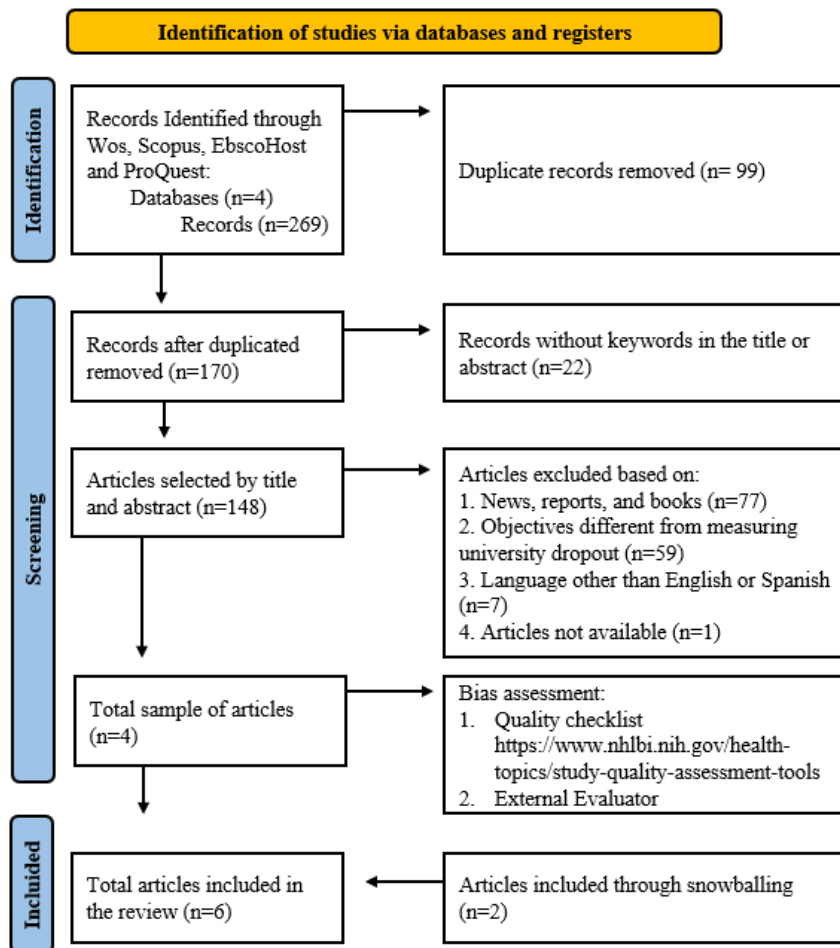 Identification of studies via databases and registers
Identification
Records Identified through
Wos, Scopus, EbscoHost
and ProQuest:
Databases (n=4)
Records (n=269)
Duplicate records removed (n= 99)
Screening
Records after duplicated
removed (n=170)
Records without keywords in the title or
abstract (n=22)
Articles selected by title
and abstract (n=148)
Articles excluded based on:
1. News, reports, and books (n=77)
2. Objectives different from measuring
university dropout (n=59)
3. Language other than English or Spanish
(n=7)
4. Articles not available (n=1)
Total sample of articles
(n=4)
Bias assessment:
1. Quality checklist
https://www.nhlbi.nih.gov/health-
topics/study-quality-assessment-tools
2. External Evaluator
Incluided
Total articles included in
the review (n=6)
Articles included through snowballing
(n=2)